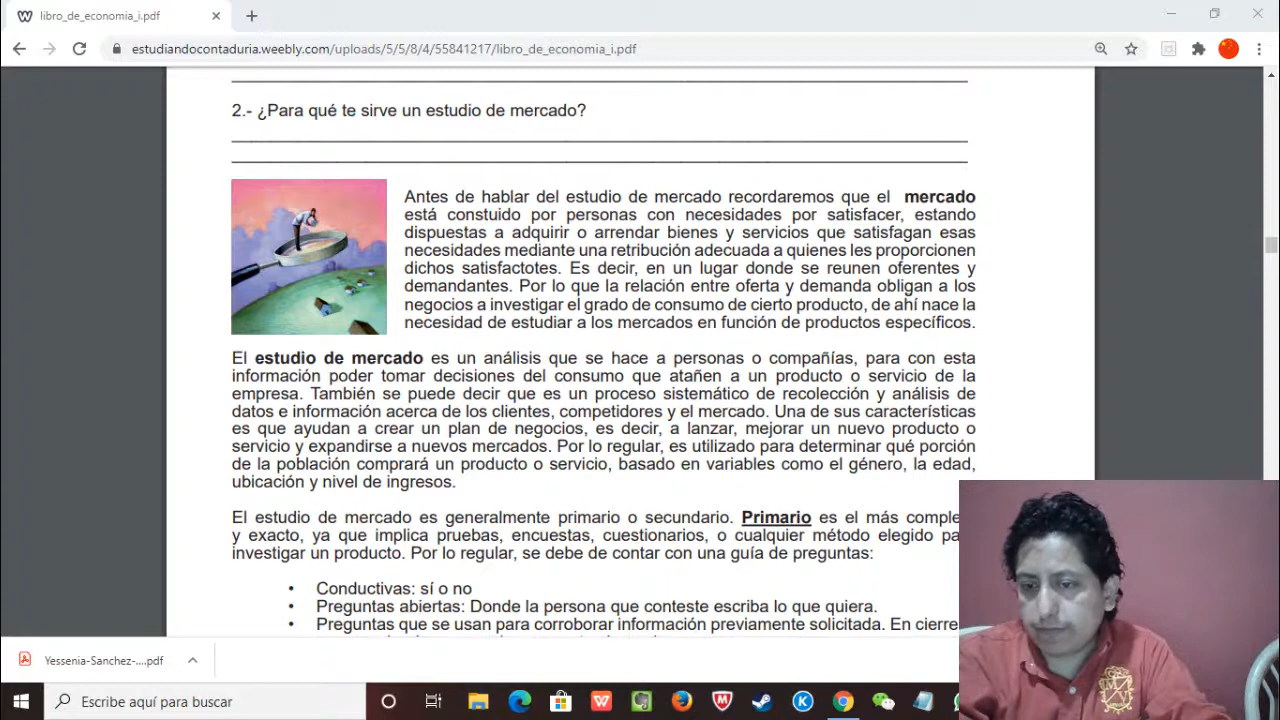 libro_de_economia_i.pdf
estudiandocontaduria.weebly.com/uploads/5/5/8/4/55841217/libro_de_economia_i.pdf
2.- ¿Para qué te sirve un estudio de mercado?
Antes de hablar del estudio de mercado recordaremos que el mercado
está constuido por personas con necesidades por satisfacer, estando
dispuestas a adquirir o arrendar bienes y servicios que satisfagan esas
necesidades mediante una retribución adecuada a quienes les proporcionen
dichos satisfactotes. Es decir, en un lugar donde se reunen oferentes y
demandantes. Por lo que la relación entre oferta y demanda obligan a los
negocios a investigar el grado de consumo de cierto producto, de ahí nace la
necesidad de estudiar a los mercados en función de productos específicos.
El estudio de mercado es un análisis que se hace a personas o compañías, para con esta
información poder tomar decisiones del consumo que atañen a un producto o servicio de la
empresa. También se puede decir que es un proceso sistemático de recolección y análisis de
datos e información acerca de los clientes, competidores y el mercado. Una de sus características
es que ayudan a crear un plan de negocios, es decir, a lanzar, mejorar un nuevo producto o
servicio y expandirse a nuevos mercados. Por lo regular, es utilizado para determinar qué porción
de la población comprará un producto o servicio, basado en variables como el género, la edad,
ubicación y nivel de ingresos.
El estudio de mercado es generalmente primario o secundario. Primario es el más comple
y exacto, ya que implica pruebas, encuestas, cuestionarios, o cualquier método elegido pa
investigar un producto. Por lo regular, se debe de contar con una guía de preguntas:
• Conductivas: sí o no
• Preguntas abiertas: Donde la persona que conteste escriba lo que quiera.
• Preguntas que se usan para corroborar información previamente solicitada. En cierre
Yessenia-Sanchez-....pdf
Escribe aquí para buscar